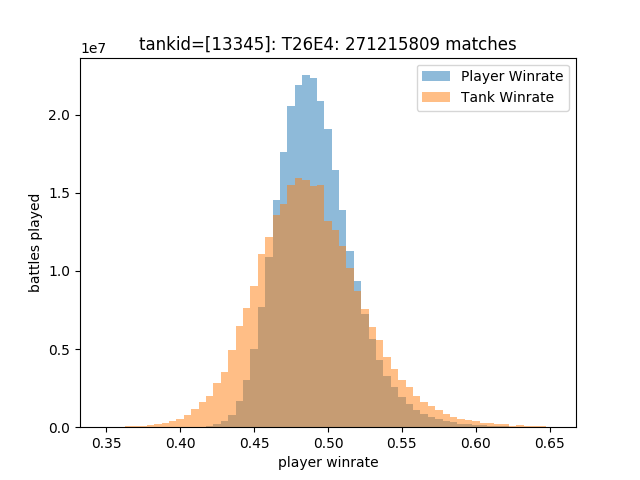 tankid=[13345]: T26E4: 271215809 matches
1e7
Player Winrate
Tank Winrate
2.0
1.5
1.0
0.5
0.0
battles played
0.35
0.40
0.45
0.50
0.55
0.60
0.65
player winrate